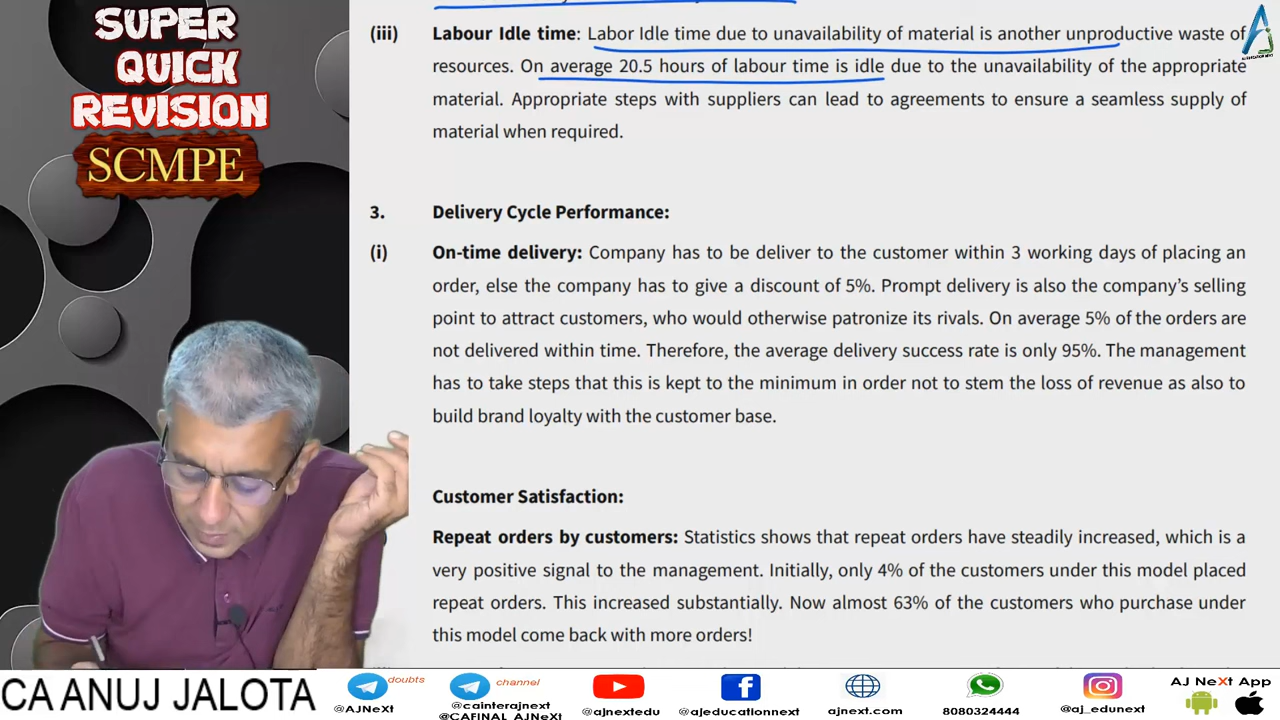 SUPER
QUICK
REVISION
SCMPE
(iii) Labour Idle time: Labor Idle time due to unavailability of material is another unproductive waste of
resources. On average 20.5 hours of labour time is idle due to the unavailability of the appropriate
material. Appropriate steps with suppliers can lead to agreements to ensure a seamless supply of
material when required.
3. Delivery Cycle Performance:
(i) On-time delivery: Company has to be deliver to the customer within 3 working days of placing an
order, else the company has to give a discount of 5%. Prompt delivery is also the company’s selling
point to attract customers, who would otherwise patronize its rivals. On average 5% of the orders are
not delivered within time. Therefore, the average delivery success rate is only 95%. The management
has to take steps that this is kept to the minimum in order not to stem the loss of revenue as also to
build brand loyalty with the customer base.
Customer Satisfaction:
Repeat orders by customers: Statistics shows that repeat orders have steadily increased, which is a
very positive signal to the management. Initially, only 4% of the customers under this model placed
repeat orders. This increased substantially. Now almost 63% of the customers who purchase under
this model come back with more orders!
CA ANUJ JALOTA
doubts
@AJNeXt
channel
@cainterajnext
@CAFINAL_AJNeXt
@ajnextedu
@ajeducationnext
ajnext.com
8080324444
@aj_edunext
AJ NeXt App